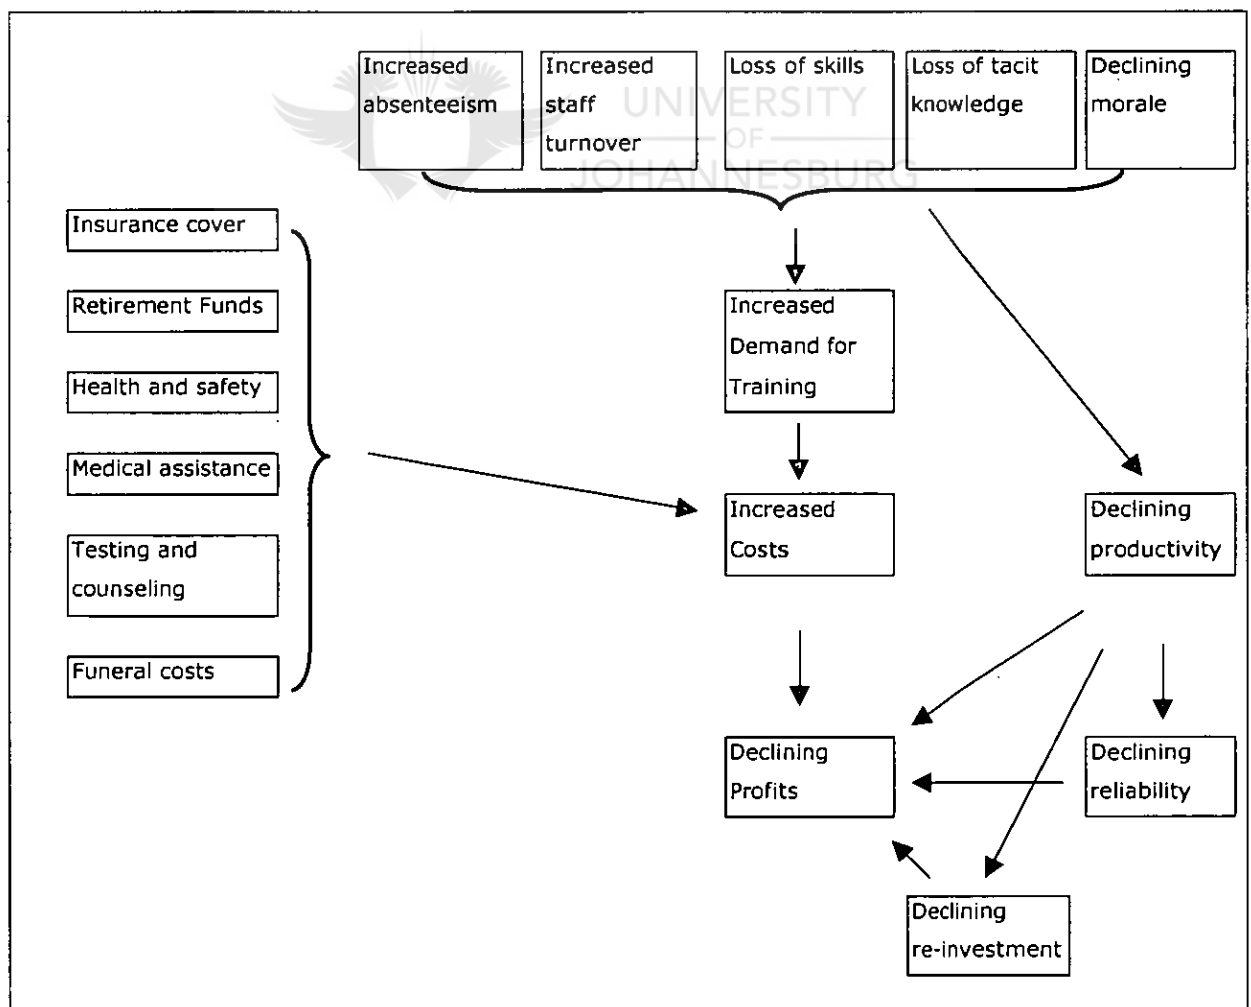 Increased
absenteeism
Increased
staff
turnover
Loss of skills
Loss of tacit
knowledge
Declining
morale
UNIVERSITY
OF
JOHANNESBURG
Insurance cover
Retirement Funds
Health and safety
Medical assistance
Testing and
counseling
Funeral costs
Increased
Demand for
Training
Increased
Costs
Declining
productivity
Declining
Profits
Declining
reliability
Declining
re-investment